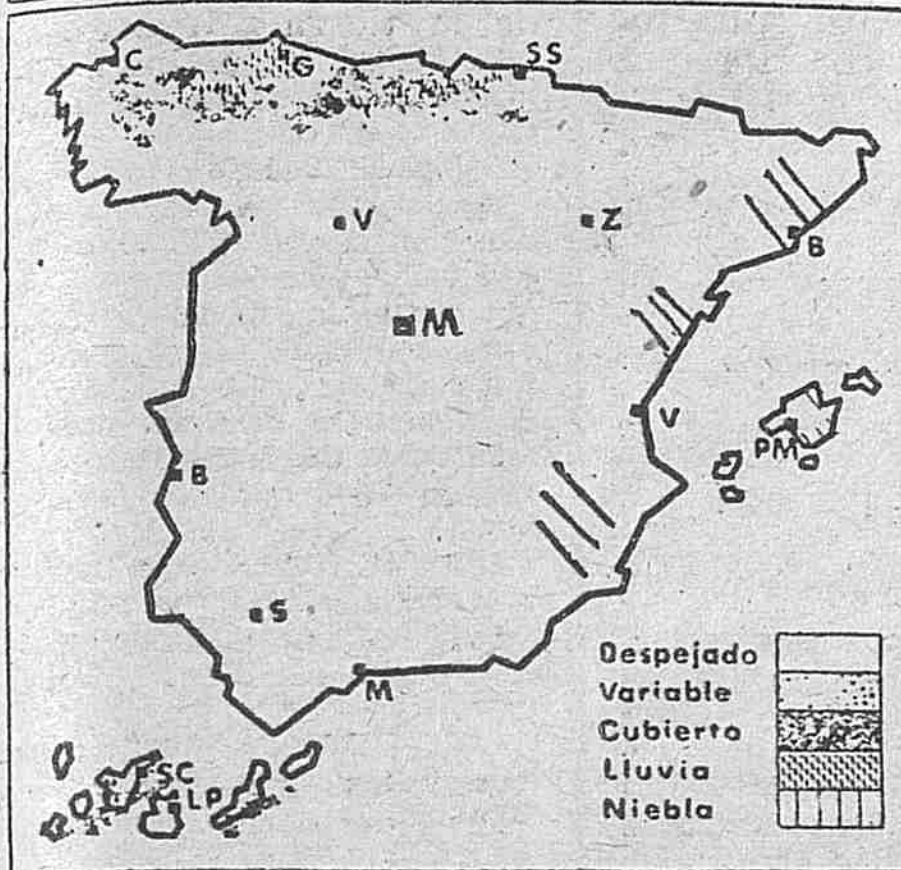 C
G
SS
V
Z
B
M
V
PM
B
S
M
SC
LP
Despejado
Variable
Cubierto
Lluvia
Niebla